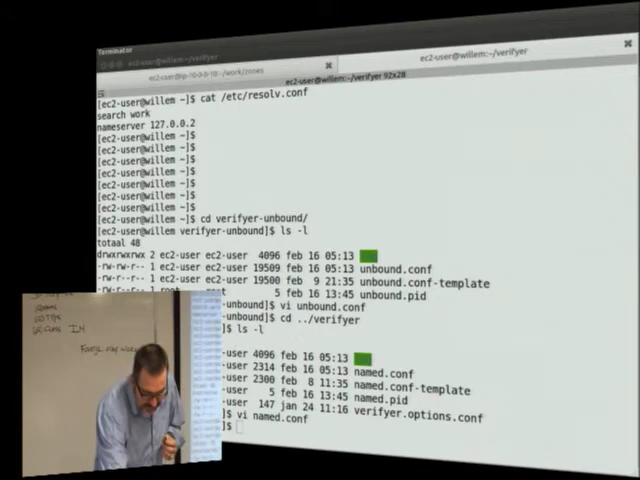 Terminator
ec2-user@ip-10-0-0-10:~/work/zones
ec2-user@willem:~/verifyer
ec2-user@willem:~/verifyer 92x28
[ec2-user@willem ~]$ cat /etc/resolv.conf
search work
nameserver 127.0.0.2
[ec2-user@willem ~]$
[ec2-user@willem ~]$
[ec2-user@willem ~]$
[ec2-user@willem ~]$
[ec2-user@willem ~]$
[ec2-user@willem ~]$
[ec2-user@willem ~]$ cd verifyer-unbound/
[ec2-user@willem verifyer-unbound]$ ls -l
totaal 48
drwxrwxrwx 2 ec2-user ec2-user 4096 feb 16 05:13
-rw-rw-r-- 1 ec2-user ec2-user 19509 feb 16 05:13 unbound.conf
-rw-rw-r-- 1 ec2-user ec2-user 19500 feb 9 21:35 unbound.conf-template
-rw-r--r-- 1 root root 5 feb 16 13:45 unbound.pid
-unbound]$ vi unbound.conf
-unbound]$ cd ../verifyer
]$ ls -l
-user 4096 feb 16 05:13
-user 2314 feb 16 05:13 named.conf
-user 2300 feb 8 11:35 named.conf-template
-user 5 feb 16 13:45 named.pid
-user 147 jan 24 11:16 verifyer.options.conf
]$ vi named.conf
]$
IN